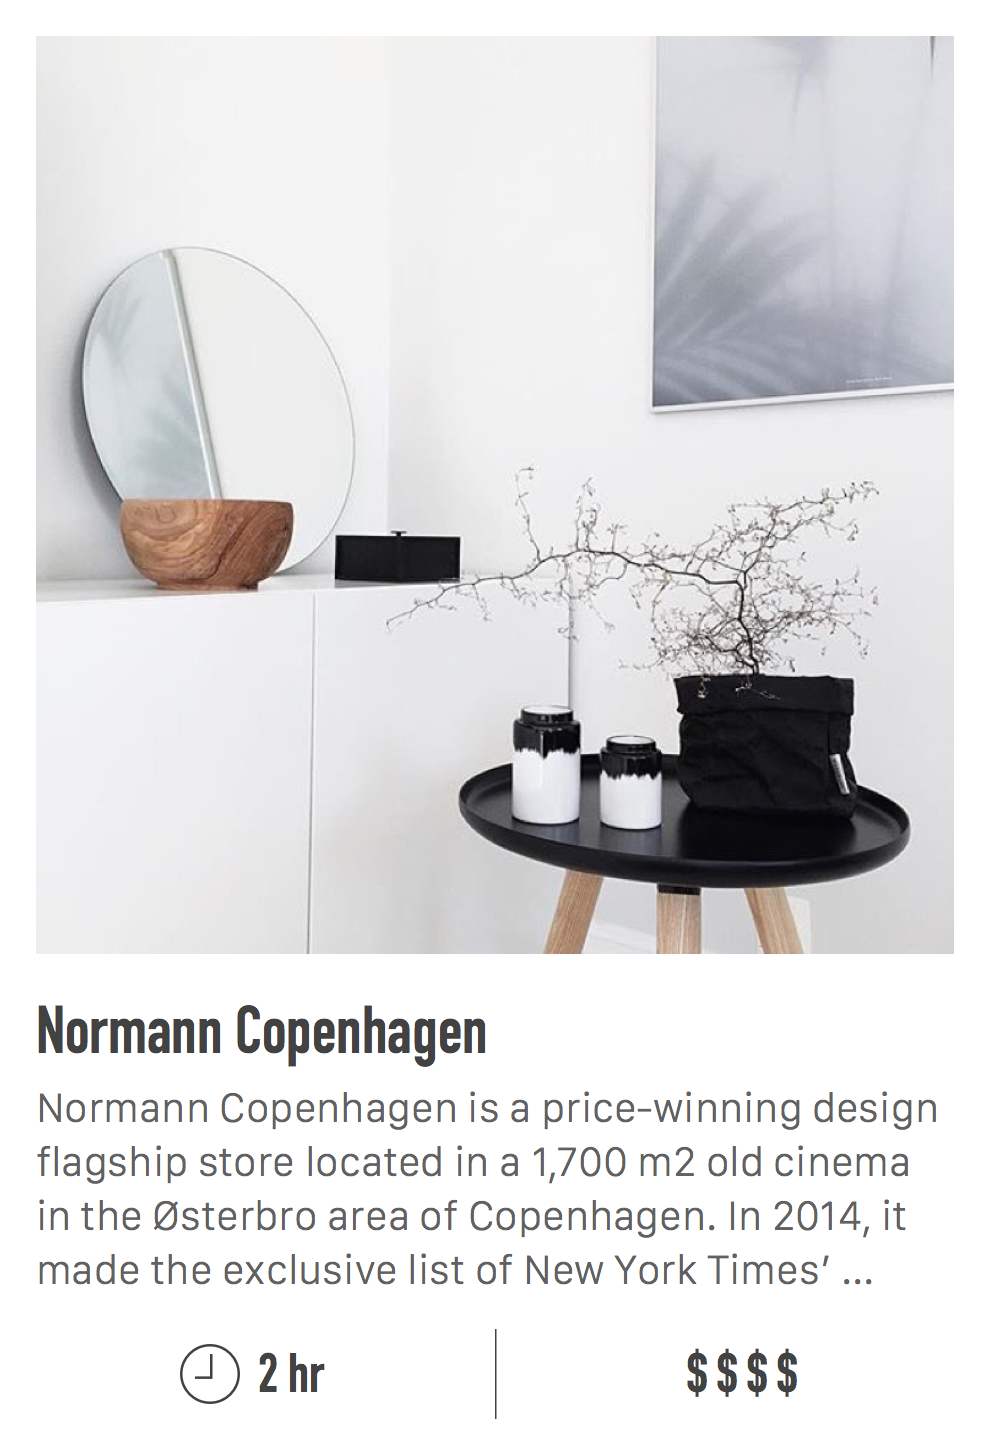 Normann Copenhagen
Normann Copenhagen is a price-winning design
flagship store located in a 1,700 m2 old cinema
in the Østerbro area of Copenhagen. In 2014, it
made the exclusive list of New York Times’ ...
2 hr
$$$$